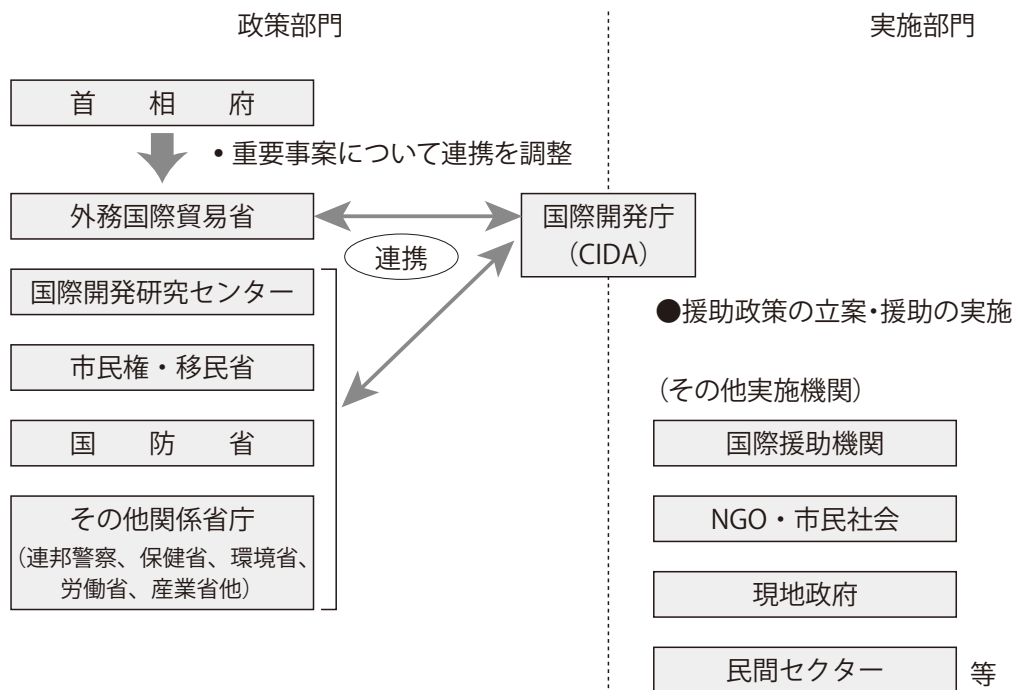 政策部門
実施部門
首相府
• 重要事案について連携を調整
外務国際貿易省
連携
国際開発庁
（CIDA）
国際開発研究センター
市民権・移民省
国防省
その他関係省庁
（連邦警察、保健省、環境省、
労働省、産業省他）
●援助政策の立案・援助の実施
（その他実施機関）
国際援助機関
NGO・市民社会
現地政府
民間セクター 等